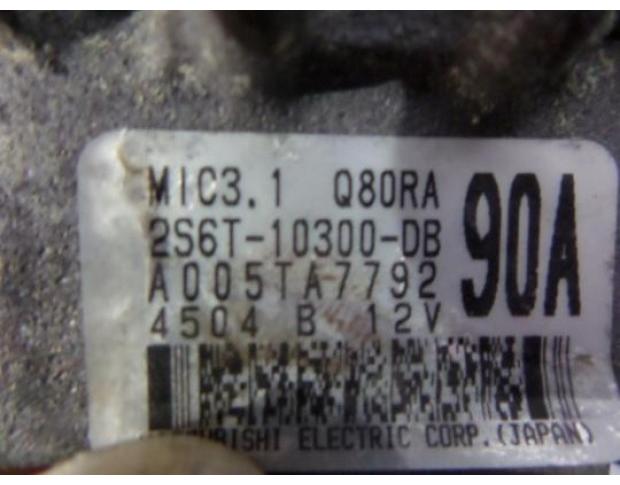 MIC3.1 Q80RA
2S6T-10300-DB
90A
A005TA7792
4504 B 12V
ELECTRIC CORP.(JAPAN)